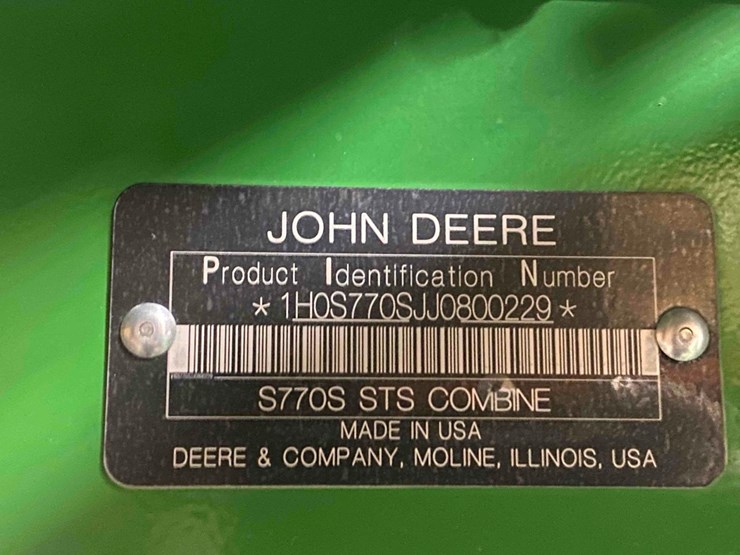 JOHN DEERE
Product Identification Number
*1H0S770SJJ0800229*
S770S STS COMBINE
MADE IN USA
DEERE & COMPANY, MOLINE, ILLINOIS, USA